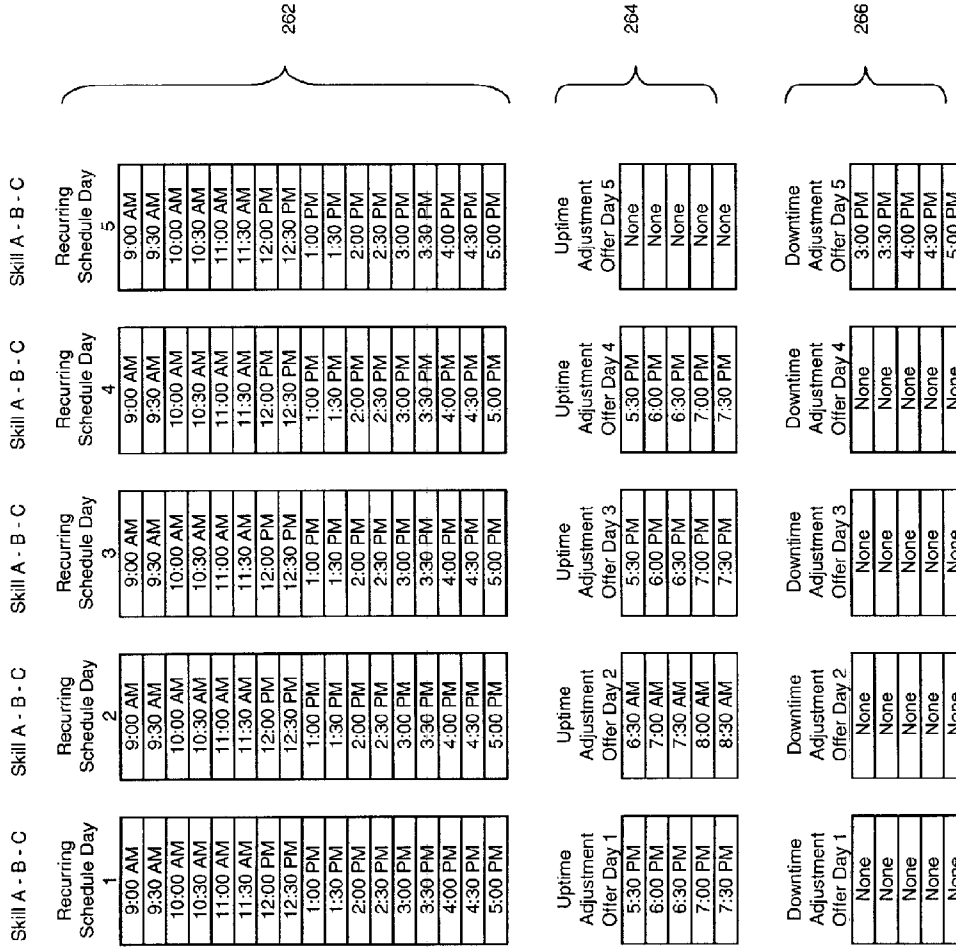 Skill A - B - C Skill A - B - C Skill A - B - C Skill A - B - C Skill A - B - C
Recurring Recurring Recurring Recurring Recurring
Schedule Day Schedule Day Schedule Day Schedule Day Schedule Day
1 2 3 4 5
9:00 AM 9:00 AM 9:00 AM 9:00 AM 9:00 AM
9:30 AM 9:30 AM 9:30 AM 9:30 AM 9:30 AM
10:00 AM 10:00 AM 10:00 AM 10:00 AM 10:00 AM
10:30 AM 10:30 AM 10:30 AM 10:30 AM 10:30 AM
11:00 AM 11:00 AM 11:00 AM 11:00 AM 11:00 AM
11:30 AM 11:30 AM 11:30 AM 11:30 AM 11:30 AM
12:00 PM 12:00 PM 12:00 PM 12:00 PM 12:00 PM
12:30 PM 12:30 PM 12:30 PM 12:30 PM 12:30 PM
262
1:00 PM 1:00 PM 1:00 PM 1:00 PM 1:00 PM
1:30 PM 1:30 PM 1:30 PM 1:30 PM 1:30 PM
2:00 PM 2:00 PM 2:00 PM 2:00 PM 2:00 PM
2:30 PM 2:30 PM 2:30 PM 2:30 PM 2:30 PM
3:00 PM 3:00 PM 3:00 PM 3:00 PM 3:00 PM
3:30 PM 3:30 PM 3:30 PM 3:30 PM 3:30 PM
4:00 PM 4:00 PM 4:00 PM 4:00 PM 4:00 PM
4:30 PM 4:30 PM 4:30 PM 4:30 PM 4:30 PM
5:00 PM 5:00 PM 5:00 PM 5:00 PM 5:00 PM
Uptime Uptime Uptime Uptime Uptime
Adjustment Adjustment Adjustment Adjustment Adjustment
Offer Day 1 Offer Day 2 Offer Day 3 Offer Day 4 Offer Day 5
5:30 PM 6:30 AM 5:30 PM 5:30 PM None
6:00 PM 7:00 AM 6:00 PM 6:00 PM None
264
6:30 PM 7:30 AM 6:30 PM 6:30 PM None
7:00 PM 8:00 AM 7:00 PM 7:00 PM None
7:30 PM 8:30 AM 7:30 PM 7:30 PM None
Downtime Downtime Downtime Downtime Downtime
Adjustment Adjustment Adjustment Adjustment Adjustment
Offer Day 1 Offer Day 2 Offer Day 3 Offer Day 4 Offer Day 5
None None None None 3:00 PM
266
None None None None 3:30 PM
None None None None 4:00 PM
None None None None 4:30 PM
None None None None 5:00 PM